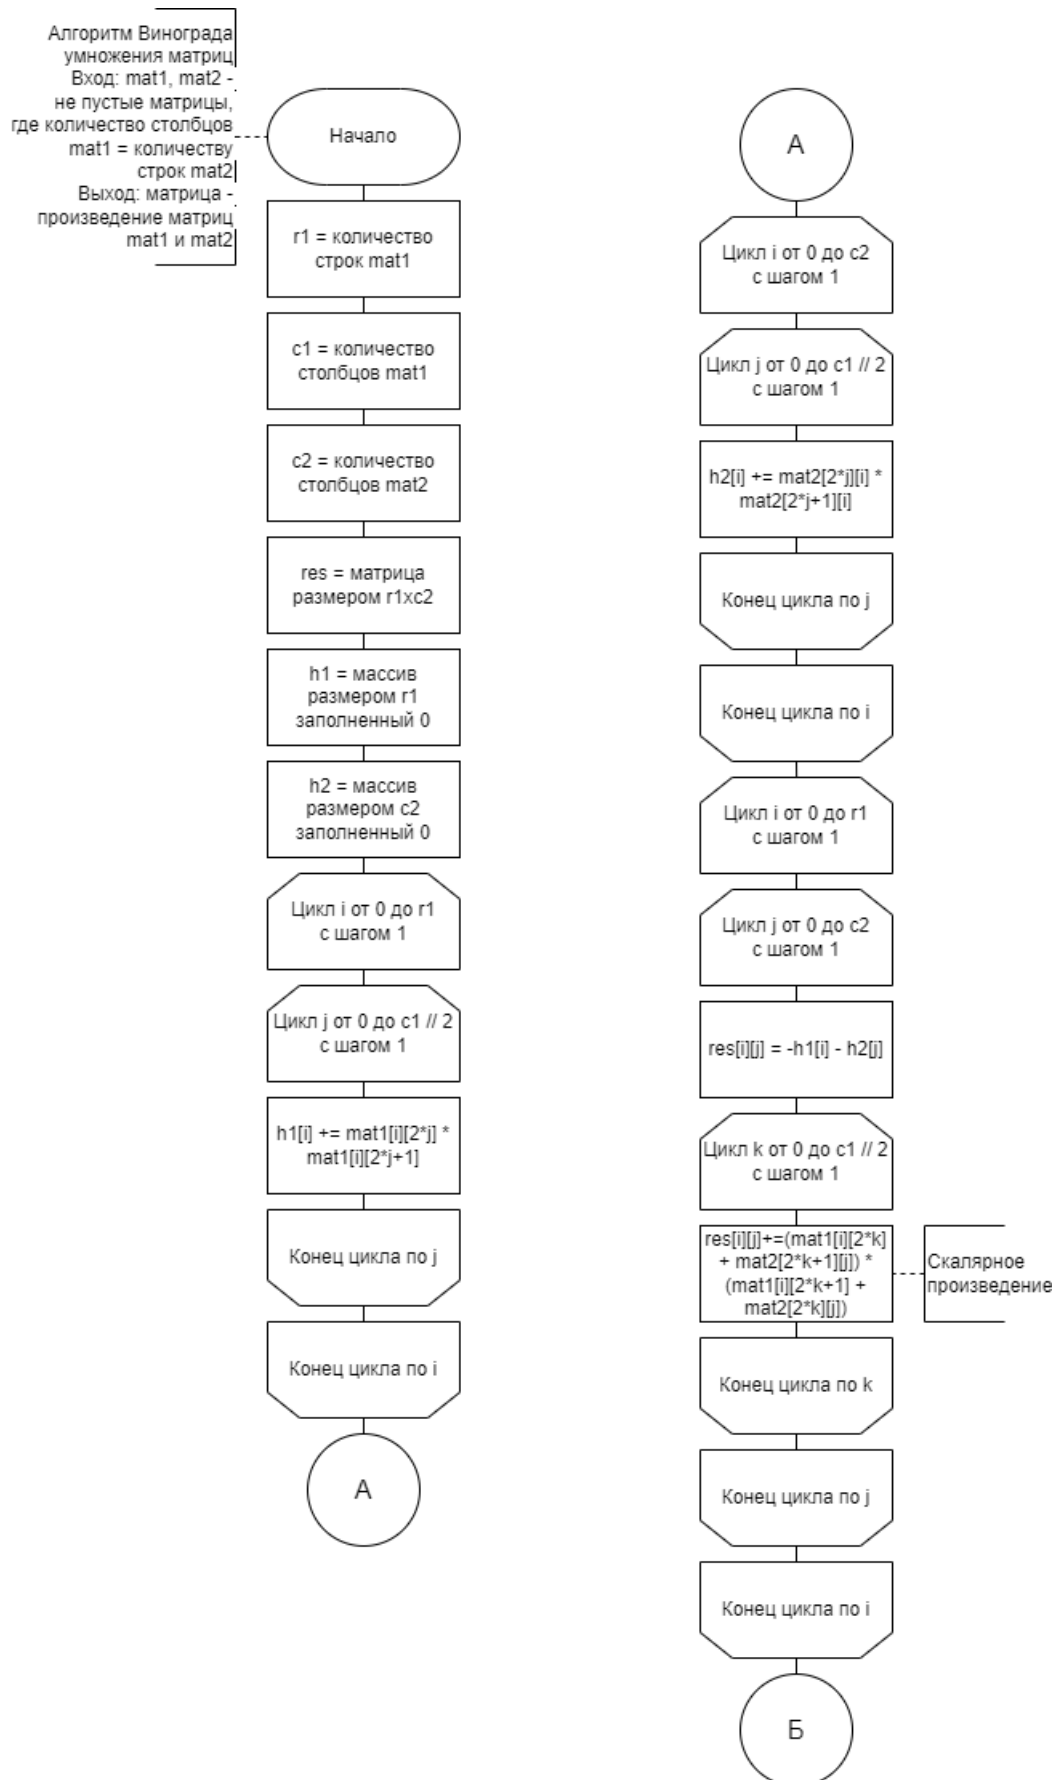 Алгоритм Винограда
умножения матриц
Вход: mat1, mat2 -
не пустые матрицы,
где количество столбцов
mat1 = количеству
строк mat2
Выход: матрица -
произведение матриц
mat1 и mat2
Начало
r1 = количество
строк mat1
c1 = количество
столбцов mat1
c2 = количество
столбцов mat2
res = матрица
размером r1xc2
h1 = массив
размером r1
заполненный 0
h2 = массив
размером c2
заполненный 0
Цикл i от 0 до r1
с шагом 1
Цикл j от 0 до c1 // 2
с шагом 1
h1[i] += mat1[i][2*j] *
mat1[i][2*j+1]
Конец цикла по j
Конец цикла по i
А
А
Цикл i от 0 до c2
с шагом 1
Цикл j от 0 до c1 // 2
с шагом 1
h2[i] += mat2[2*j][i] *
mat2[2*j+1][i]
Конец цикла по j
Конец цикла по i
Цикл i от 0 до r1
с шагом 1
Цикл j от 0 до c2
с шагом 1
res[i][j] = -h1[i] - h2[j]
Цикл k от 0 до c1 // 2
с шагом 1
res[i][j]+=(mat1[i][2*k]
+ mat2[2*k+1][j]) *
(mat1[i][2*k+1] +
mat2[2*k][j])
Скалярное
произведение
Конец цикла по k
Конец цикла по j
Конец цикла по i
Б